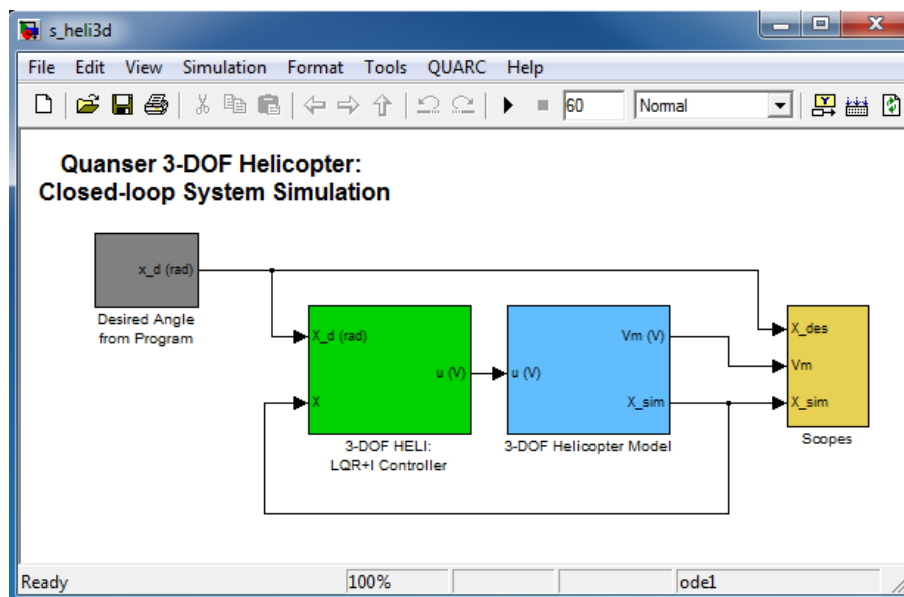 s_heli3d
File Edit View Simulation Format Tools QUARC Help
60 Normal
Quanser 3-DOF Helicopter:
Closed-loop System Simulation
x_d (rad)
Desired Angle
from Program
X_d (rad)
u (V)
X
3-DOF HELI:
LQR+I Controller
Vm (V)
u (V)
X_sim
3-DOF Helicopter Model
X_des
Vm
X_sim
Scopes
Ready 100% ode1